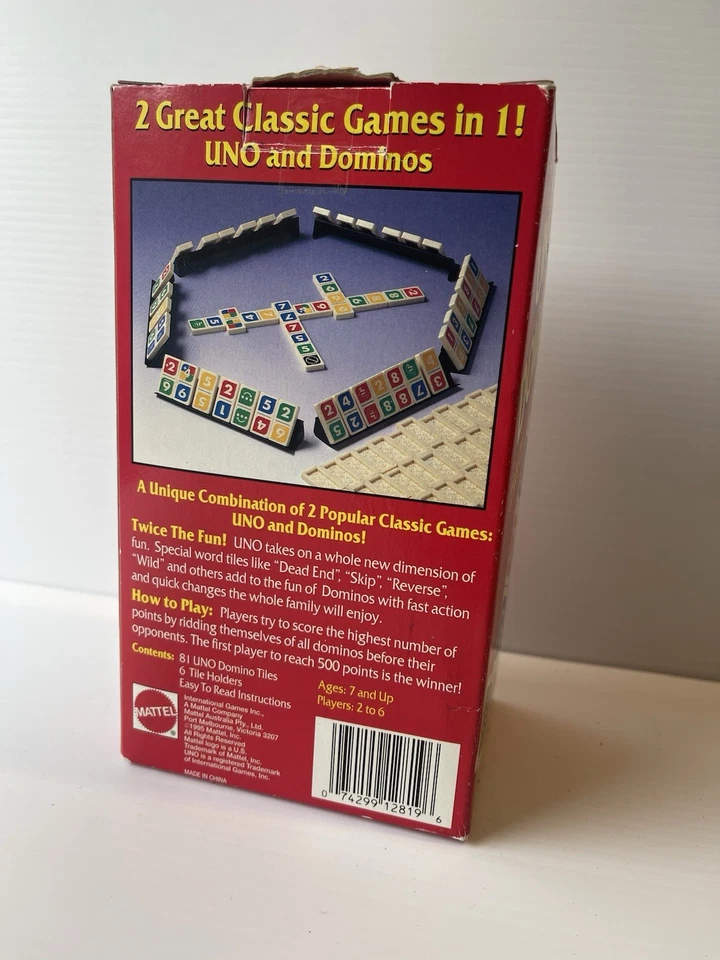 2 Great Classic Games in 1!
UNO and Dominos
A Unique Combination of 2 Popular Classic Games:
UNO and Dominos!
Twice The Fun! UNO takes on a whole new dimension of
fun. Special word tiles like "Dead End", "Skip", "Reverse",
"Wild" and others add to the fun of Dominos with fast action
and quick changes the whole family will enjoy.
How to Play: Players try to score the highest number of
points by ridding themselves of all dominos before their
opponents. The first player to reach 500 points is the winner!
Contents: 81 UNO Domino Tiles
6 Tile Holders
Easy To Read Instructions
Ages: 7 and Up
Players: 2 to 6
MATTEL
®
International Games Inc.,
A Mattel Company
Mattel Australia Pty., Ltd.
Port Melbourne, Victoria 3207
©1995 Mattel, Inc.
All Rights Reserved
Mattel logo is a U.S.
Trademark of Mattel, Inc.
UNO is a registered Trademark
of International Games, Inc.
MADE IN CHINA
0 74299 12819 6